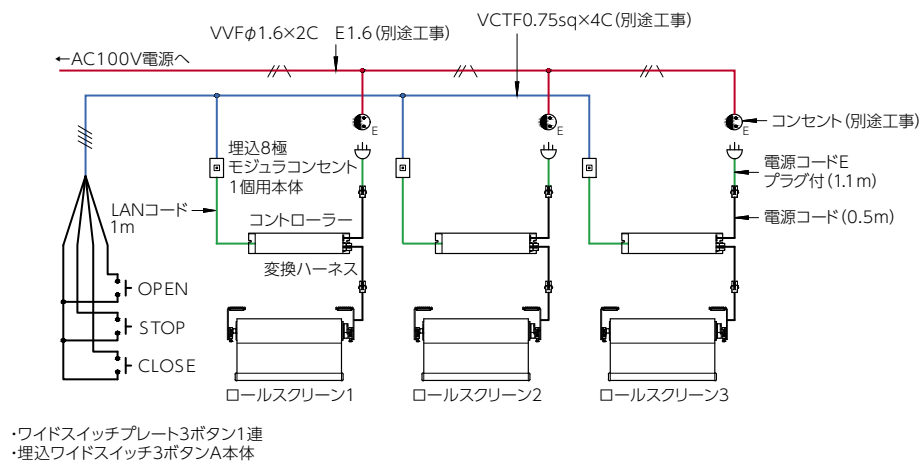 VVFφ1.6×2C E1.6(別途工事)
VCTF0.75sq×4C(別途工事)
←AC100V電源へ
E
E
E
コンセント(別途工事)
埋込8極
モジュラコンセント
1個用本体
電源コードE
プラグ付(1.1m)
LANコード
1m
コントローラー
電源コード(0.5m)
変換ハーネス
OPEN
STOP
CLOSE
ロールスクリーン1
ロールスクリーン2
ロールスクリーン3
・ワイドスイッチプレート3ボタン1連
・埋込ワイドスイッチ3ボタンA本体